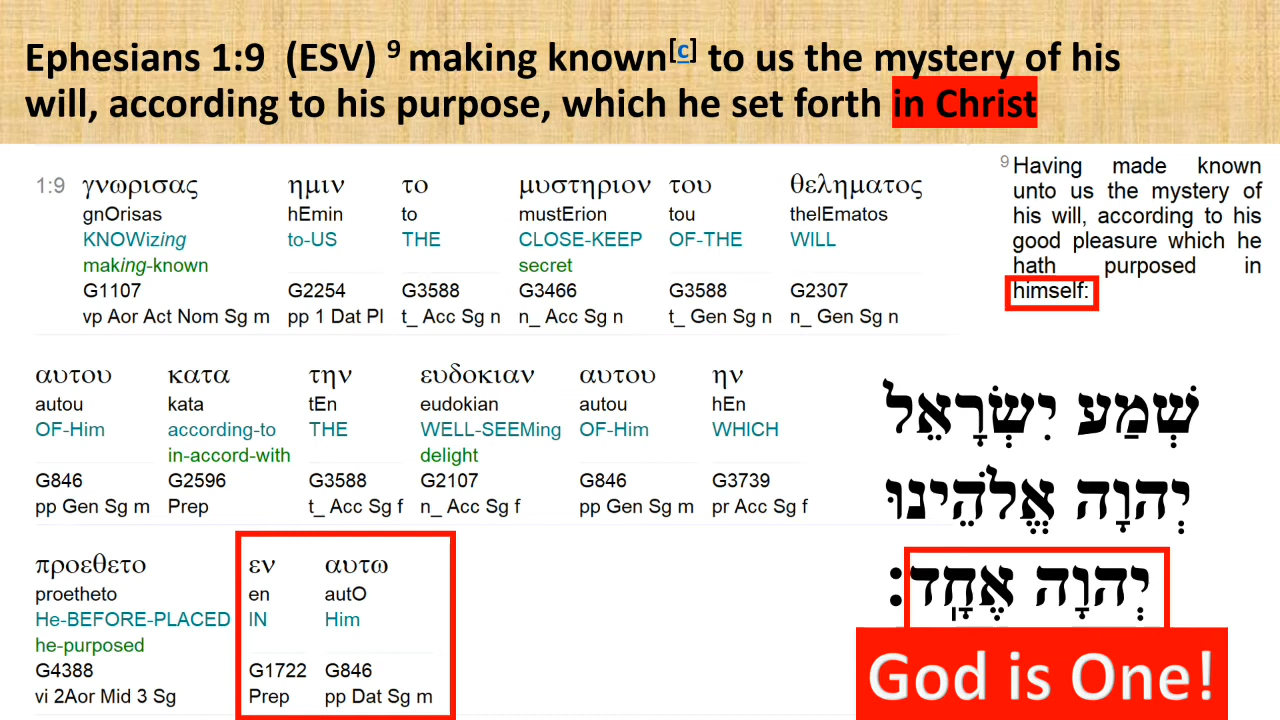 Ephesians 1:9 (ESV) 9 making known[c] to us the mystery of his
will, according to his purpose, which he set forth in Christ
1:9 γνωρισας ημιν το μυστηριον του θεληματος
gnOrisas hEmin to mustErion tou thelEmatos
KNOWizing to-US THE CLOSE-KEEP OF-THE WILL
making-known secret
G1107 G2254 G3588 G3466 G3588 G2307
vp Aor Act Nom Sg m pp 1 Dat Pl t_ Acc Sg n n_ Acc Sg n t_ Gen Sg n n_ Gen Sg n
9 Having made known
unto us the mystery of
his will, according to his
good pleasure which he
hath purposed in
himself:
αυτου κατα την ευδοκιαν αυτου ην
autou kata tEn eudokian autou hEn
OF-Him according-to THE WELL-SEEMing OF-Him WHICH
in-accord-with delight
G846 G2596 G3588 G2107 G846 G3739
pp Gen Sg m Prep t_ Acc Sg f n_ Acc Sg f pp Gen Sg m pr Acc Sg f
προεθετο εν αυτω
proetheto en autO
He-BEFORE-PLACED IN Him
he-purposed
G4388 G1722 G846
vi 2Aor Mid 3 Sg Prep pp Dat Sg m
שְׁמַע יִשְׂרָאֵל
יְהוָה אֱלֹהֵינוּ
יְהוָה אֶחָֽד׃
God is One!